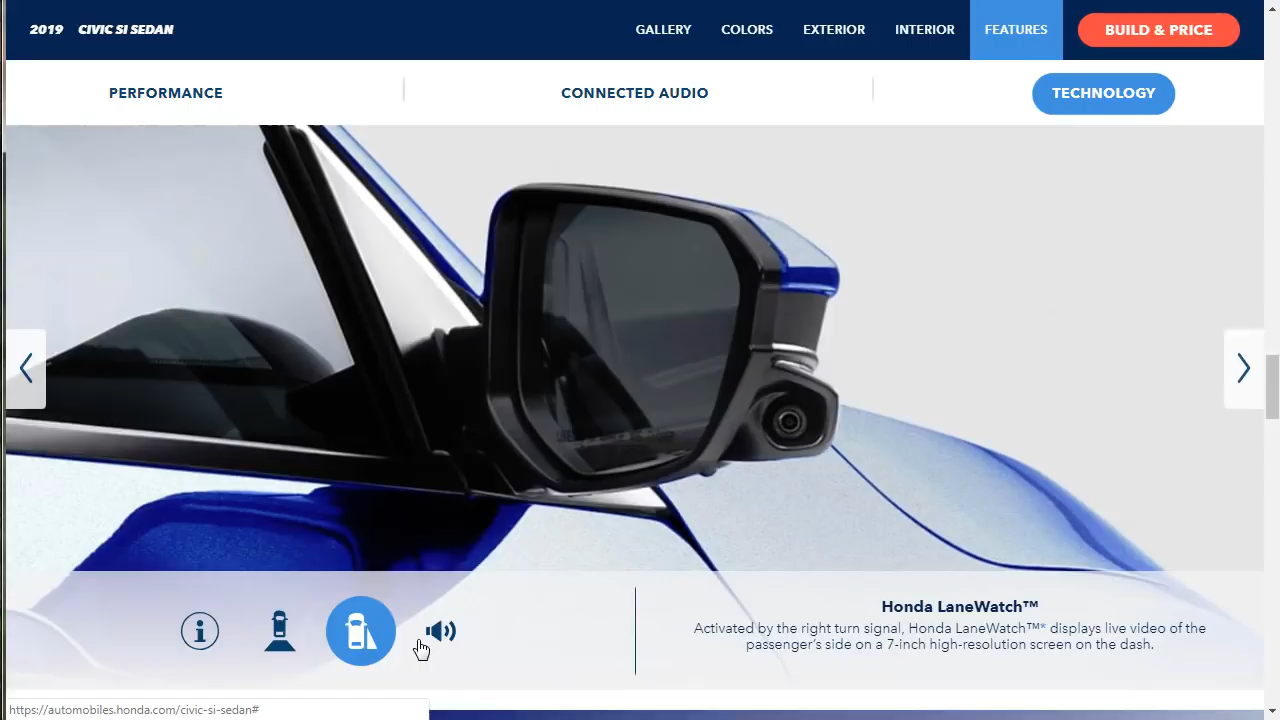 2019 CIVIC SI SEDAN GALLERY COLORS EXTERIOR INTERIOR FEATURES BUILD & PRICE
PERFORMANCE CONNECTED AUDIO TECHNOLOGY
Honda LaneWatch™
Activated by the right turn signal, Honda LaneWatch™* displays live video of the
passenger's side on a 7-inch high-resolution screen on the dash.
https://automobiles.honda.com/civic-si-sedan#